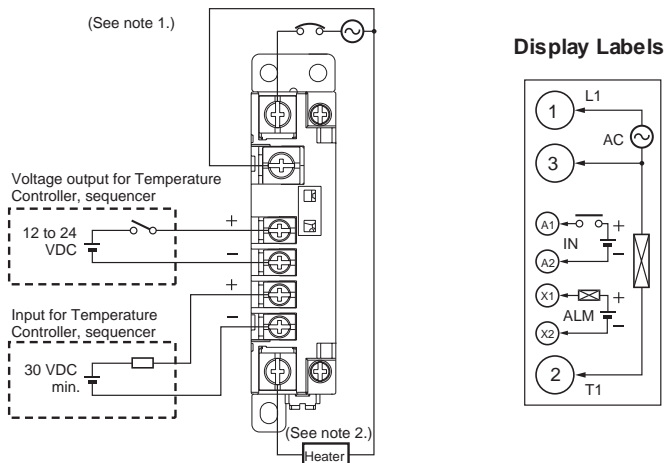 (See note 1.)
Voltage output for Temperature
Controller, sequencer
12 to 24
VDC
+
−
+
−
Input for Temperature
Controller, sequencer
30 VDC
min.
(See note 2.)
Heater
Display Labels
1
L1
AC
3
A1
+
IN
−
A2
X1
+
ALM
−
X2
2
T1